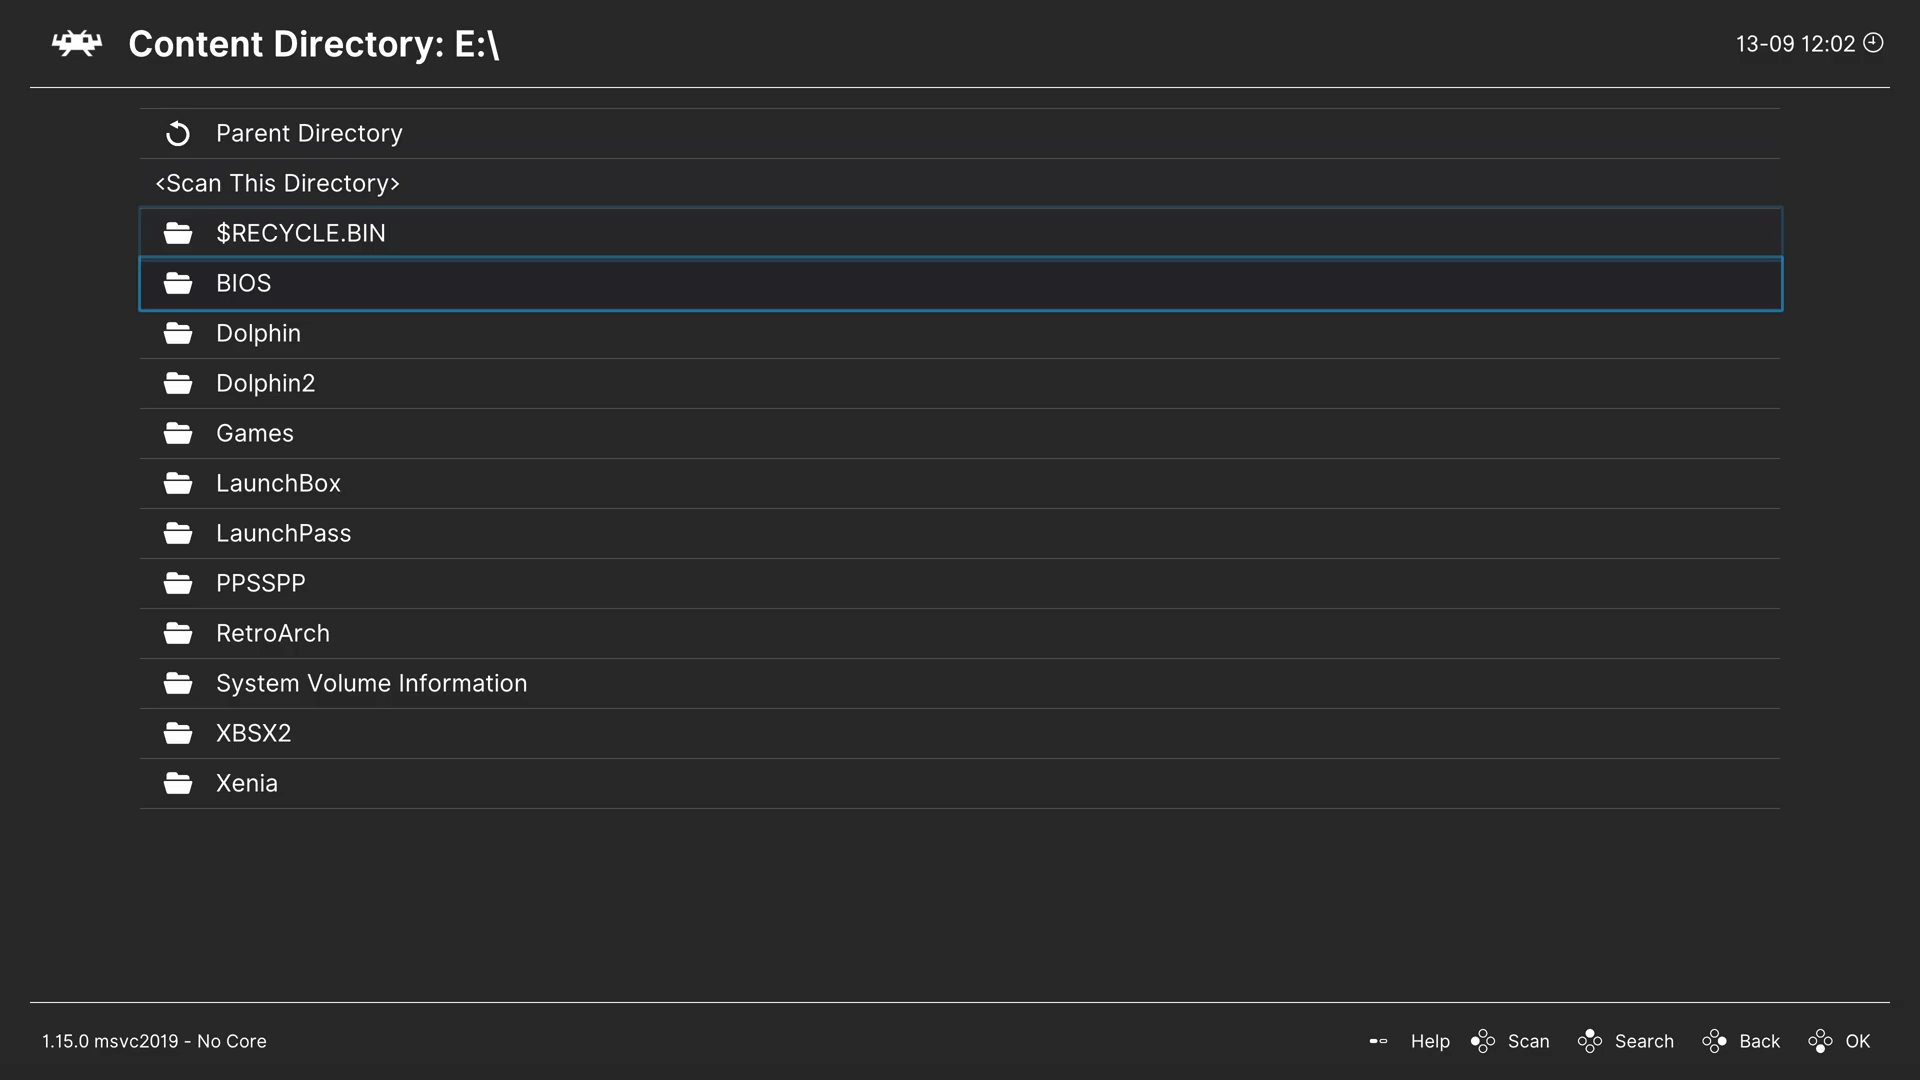 Content Directory: E:\
13-09 12:02
Parent Directory
<Scan This Directory>
$RECYCLE.BIN
BIOS
Dolphin
Dolphin2
Games
LaunchBox
LaunchPass
PPSSPP
RetroArch
System Volume Information
XBSX2
Xenia
1.15.0 msvc2019 - No Core
Help Scan Search Back OK